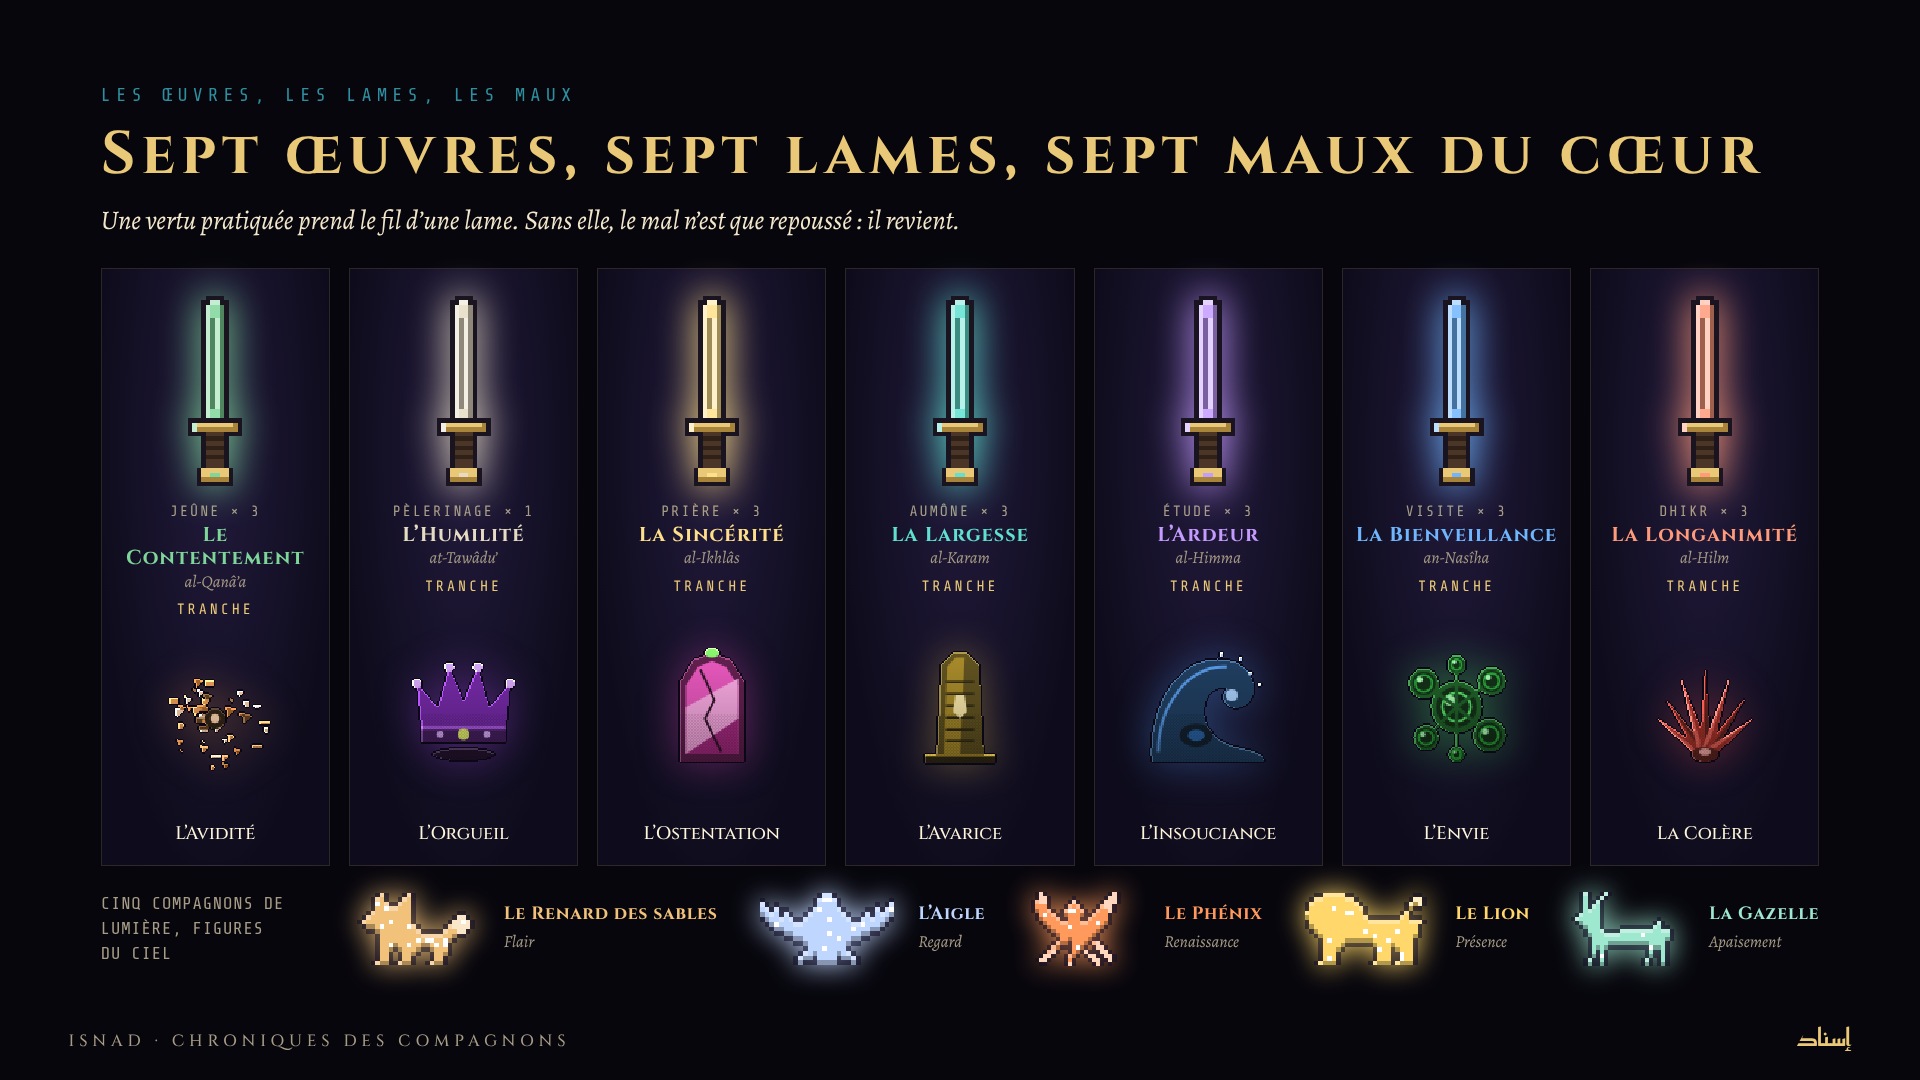 LES ŒUVRES, LES LAMES, LES MAUX
Sept œuvres, sept lames, sept maux du cœur
Une vertu pratiquée prend le fil d’une lame. Sans elle, le mal n’est que repoussé : il revient.
JEÛNE × 3
Le
Contentement
al-Qanâ’a
TRANCHE
L’Avidité
PÈLERINAGE × 1
L’Humilité
at-Tawâdu’
TRANCHE
L’Orgueil
PRIÈRE × 3
La Sincérité
al-Ikhlâs
TRANCHE
L’Ostentation
AUMÔNE × 3
La Largesse
al-Karam
TRANCHE
L’Avarice
ÉTUDE × 3
L’Ardeur
al-Himma
TRANCHE
L’Insouciance
VISITE × 3
La Bienveillance
an-Nasîha
TRANCHE
L’Envie
DHIKR × 3
La Longanimité
al-Hilm
TRANCHE
La Colère
CINQ COMPAGNONS DE
LUMIÈRE, FIGURES
DU CIEL
Le Renard des sables
Flair
L’Aigle
Regard
Le Phénix
Renaissance
Le Lion
Présence
La Gazelle
Apaisement
ISNAD · CHRONIQUES DES COMPAGNONS
إسناد